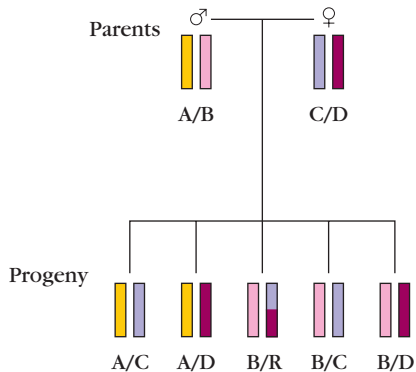 Parents
♂ ♀
A/B C/D
Progeny
A/C A/D B/R B/C B/D